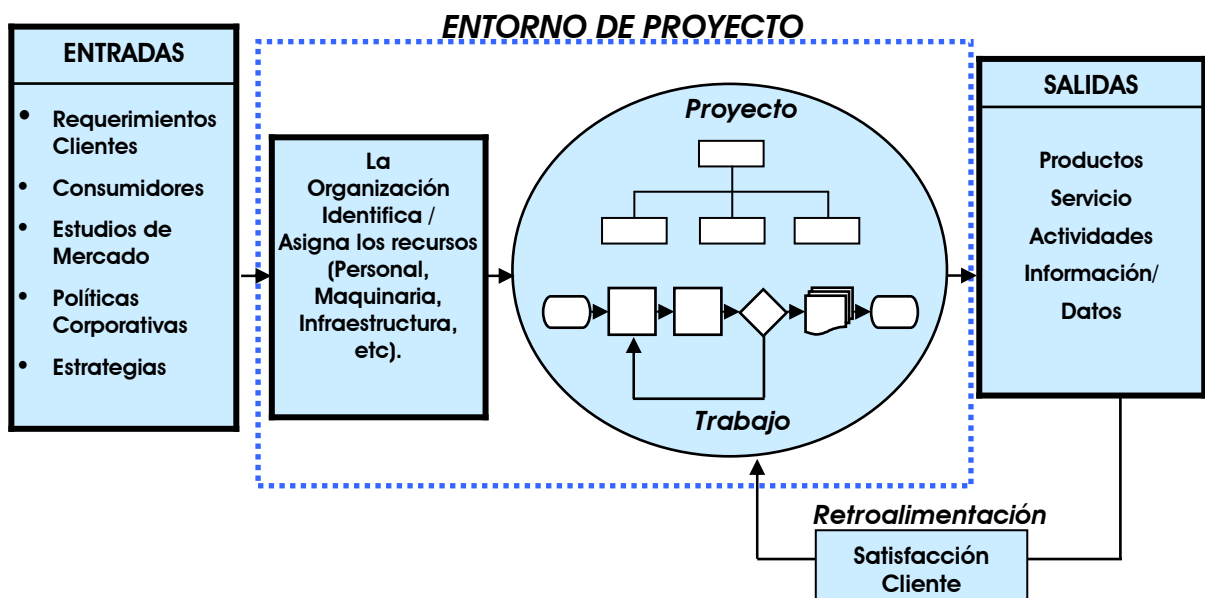 ENTORNO DE PROYECTO
ENTRADAS
• Requerimientos
Clientes
• Consumidores
• Estudios de
Mercado
• Políticas
Corporativas
• Estrategias
La
Organización
Identifica /
Asigna los recursos
(Personal,
Maquinaria,
Infraestructura,
etc).
Proyecto
Trabajo
SALIDAS
Productos
Servicio
Actividades
Información/
Datos
Retroalimentación
Satisfacción
Cliente